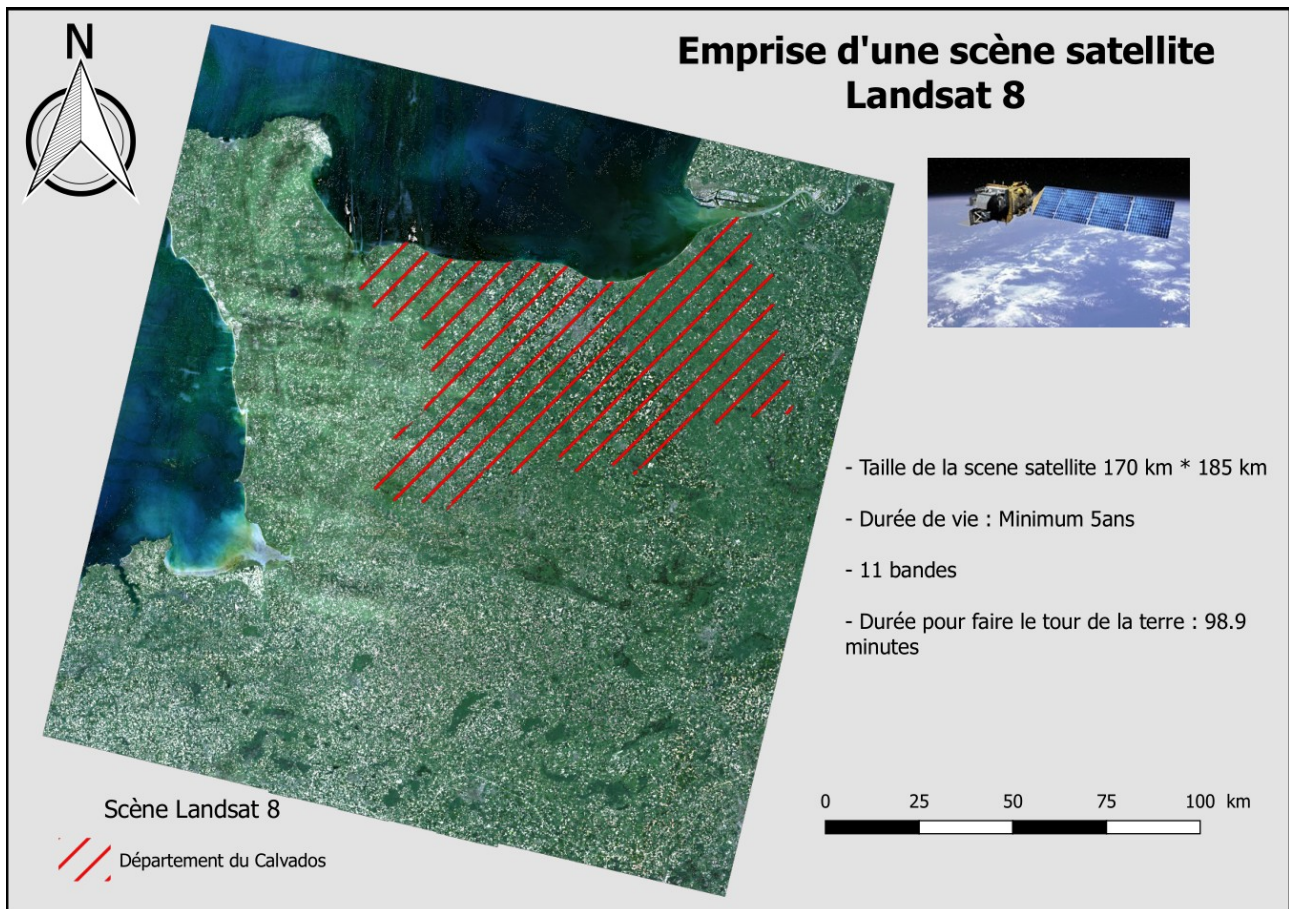 N
Emprise d'une scène satellite
Landsat 8
- Taille de la scene satellite 170 km * 185 km
- Durée de vie : Minimum 5ans
- 11 bandes
- Durée pour faire le tour de la terre : 98.9
minutes
0 25 50 75 100 km
Scène Landsat 8
Département du Calvados